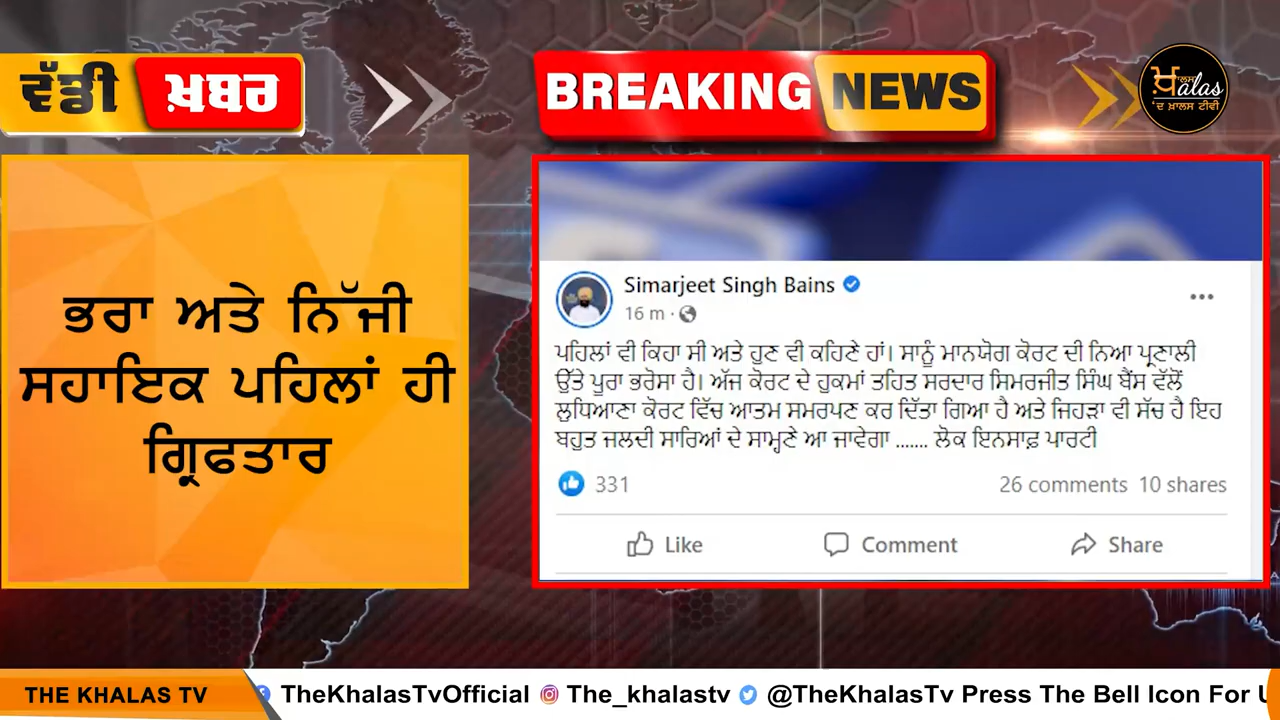 ਵੱਡੀ ਖ਼ਬਰ
BREAKING NEWS
ਖ਼ਾਲਸ
alas
'ਦ ਖ਼ਾਲਸ ਟੀਵੀ
ਭਰਾ ਅਤੇ ਨਿੱਜੀ
ਸਹਾਇਕ ਪਹਿਲਾਂ ਹੀ
ਗ੍ਰਿਫਤਾਰ
Simarjeet Singh Bains
16 m ·
ਪਹਿਲਾਂ ਵੀ ਕਿਹਾ ਸੀ ਅਤੇ ਹੁਣ ਵੀ ਕਹਿਣੇ ਹਾਂ। ਸਾਨੂੰ ਮਾਨਯੋਗ ਕੋਰਟ ਦੀ ਨਿਆ ਪ੍ਰਣਾਲੀ
ਉੱਤੇ ਪੂਰਾ ਭਰੋਸਾ ਹੈ। ਅੱਜ ਕੋਰਟ ਦੇ ਹੁਕਮਾਂ ਤਹਿਤ ਸਰਦਾਰ ਸਿਮਰਜੀਤ ਸਿੰਘ ਬੈਂਸ ਵੱਲੋਂ
ਲੁਧਿਆਣਾ ਕੋਰਟ ਵਿੱਚ ਆਤਮ ਸਮਰਪਣ ਕਰ ਦਿੱਤਾ ਗਿਆ ਹੈ ਅਤੇ ਜਿਹੜਾ ਵੀ ਸੱਚ ਹੈ ਇਹ
ਬਹੁਤ ਜਲਦੀ ਸਾਰਿਆਂ ਦੇ ਸਾਮ੍ਹਣੇ ਆ ਜਾਵੇਗਾ ....... ਲੋਕ ਇਨਸਾਫ਼ ਪਾਰਟੀ
331
26 comments 10 shares
Like Comment Share
THE KHALAS TV TheKhalasTvOfficial The_khalastv @TheKhalasTv Press The Bell Icon For U